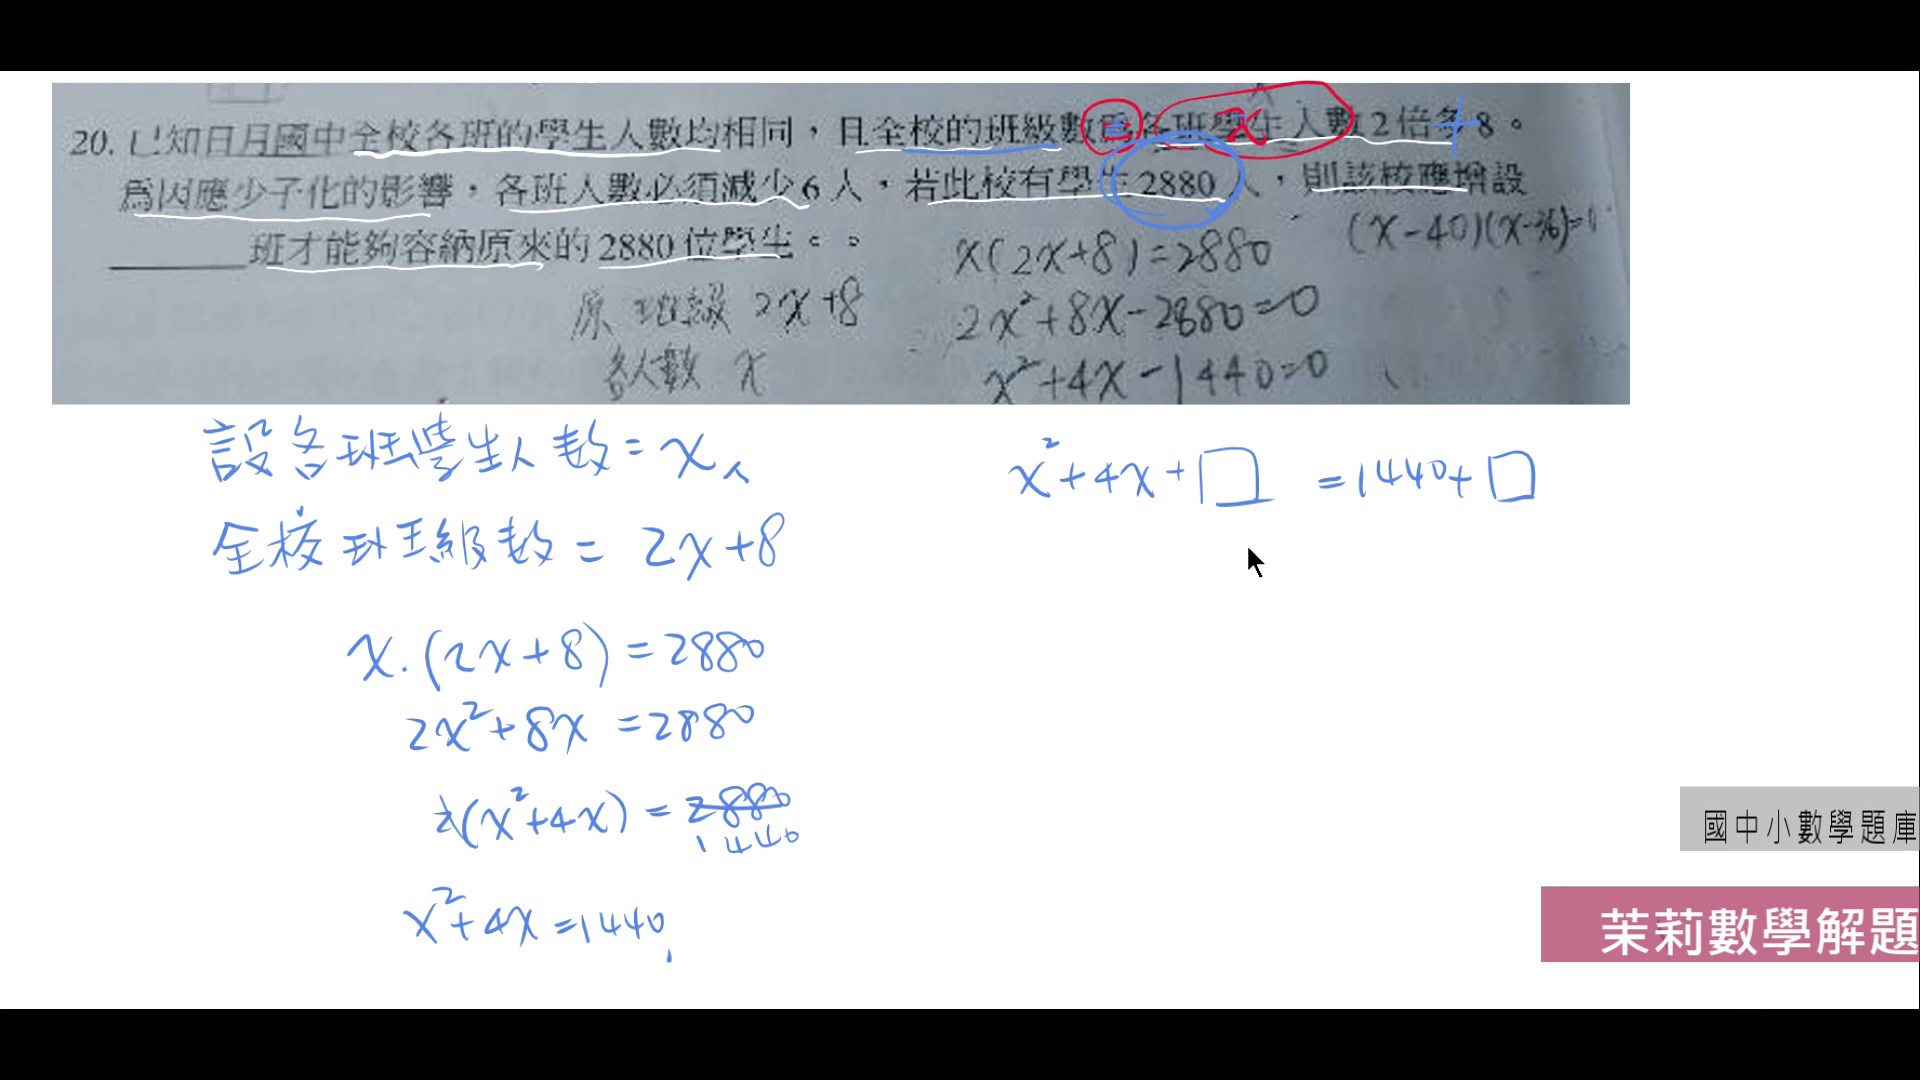 20. 已知日月國中全校各班的學生人數均相同，且全校的班級數為各班學生人數2倍多8。
= x +
為因應少子化的影響，各班人數必須減少6人，若此校有學生2880人，則該校應增設
______班才能夠容納原來的2880位學生。。
x(2x+8)=2880
(x-40)(x-36)=0
原 班級 2x+8
2x²+8x-2880=0
各人數 x
x²+4x-1440=0
設各班學生人數=x人
全校班級數= 2x+8
x.(2x+8)=2880
2x²+8x=2880
2(x²+4x)=2880
1440
x²+4x=1440
x²+4x+□ =1440+□
國中小數學題庫
茉莉數學解題